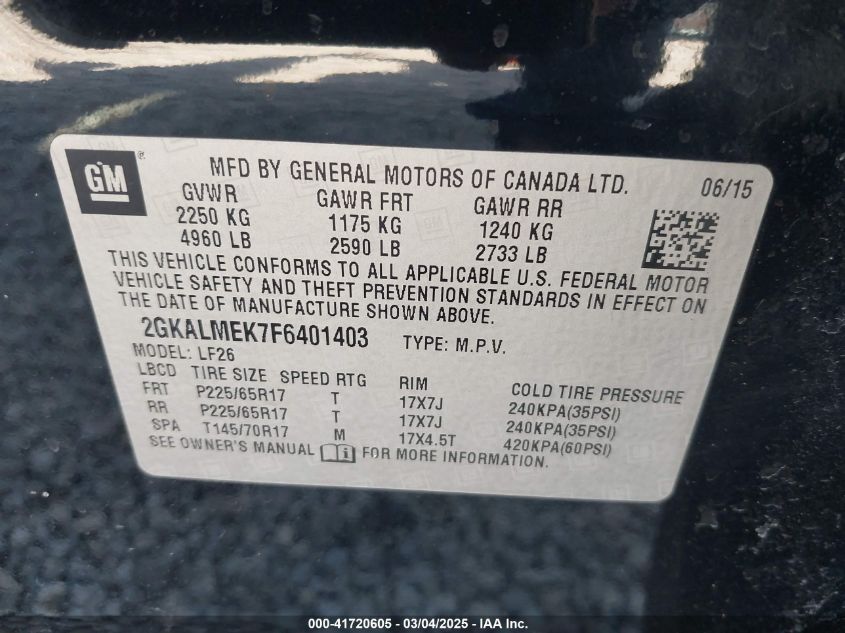 GM®
MFD BY GENERAL MOTORS OF CANADA LTD.
06/15
GVWR GAWR FRT GAWR RR
2250 KG 1175 KG 1240 KG
4960 LB 2590 LB 2733 LB
THIS VEHICLE CONFORMS TO ALL APPLICABLE U.S. FEDERAL MOTOR
VEHICLE SAFETY AND THEFT PREVENTION STANDARDS IN EFFECT ON
THE DATE OF MANUFACTURE SHOWN ABOVE.
2GKALMEK7F6401403 TYPE: M.P.V.
MODEL: LF26
LBCD TIRE SIZE SPEED RTG RIM COLD TIRE PRESSURE
FRT P225/65R17 T 17X7J 240KPA(35PSI)
RR P225/65R17 T 17X7J 240KPA(35PSI)
SPA T145/70R17 M 17X4.5T 420KPA(60PSI)
SEE OWNER'S MANUAL i FOR MORE INFORMATION.
000-41720605 - 03/04/2025 - IAA Inc.